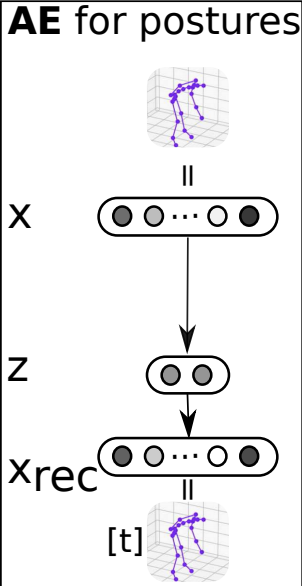 AE for postures
=
x
...
z
xrec
...
=
[t]